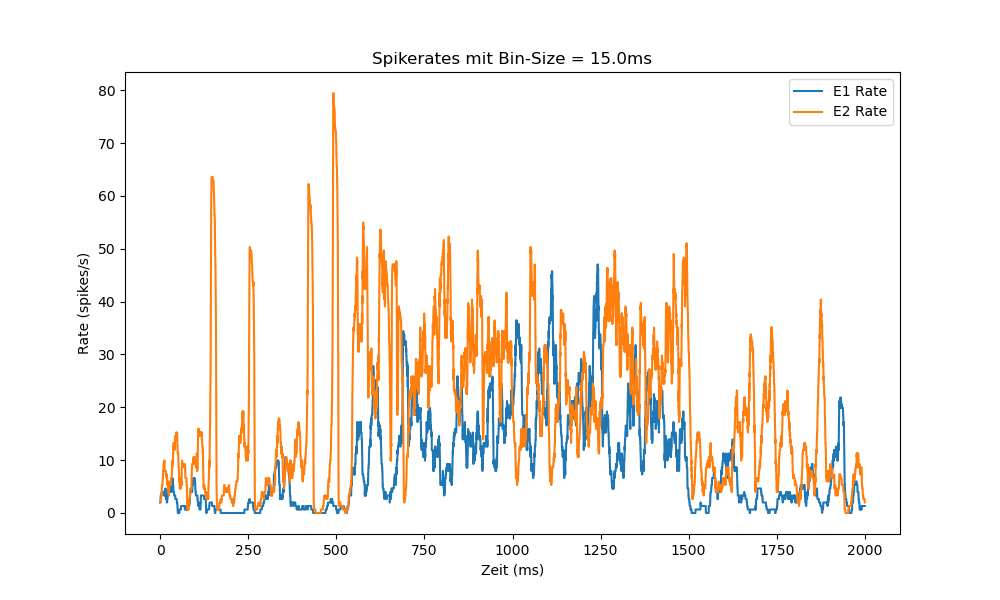 Spikerates mit Bin-Size = 15.0ms
E1 Rate
E2 Rate
80
70
60
50
40
30
20
10
0
Rate (spikes/s)
0 250 500 750 1000 1250 1500 1750 2000
Zeit (ms)